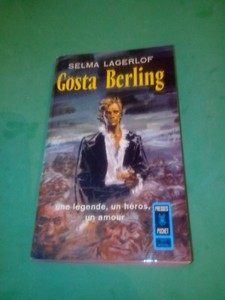 SELMA LAGERLOF
Gosta Berling
une légende, un héros,
un amour
PRESSES
POCKET